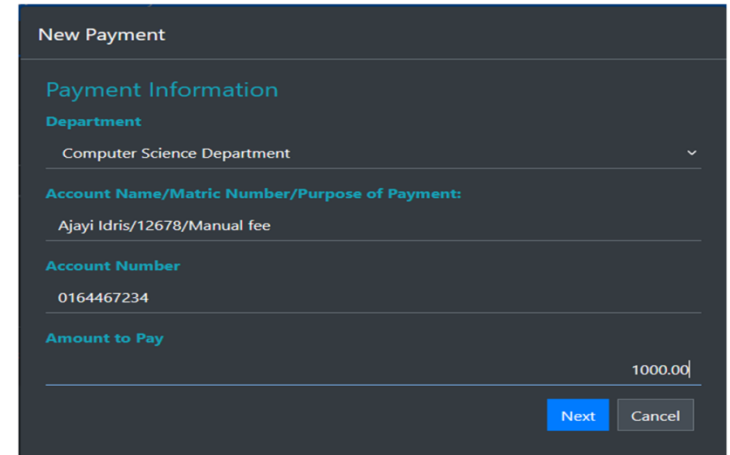 New Payment
Payment Information
Department
Computer Science Department
Account Name/Matric Number/Purpose of Payment:
Ajayi Idris/12678/Manual fee
Account Number
0164467234
Amount to Pay
1000.00
Next Cancel